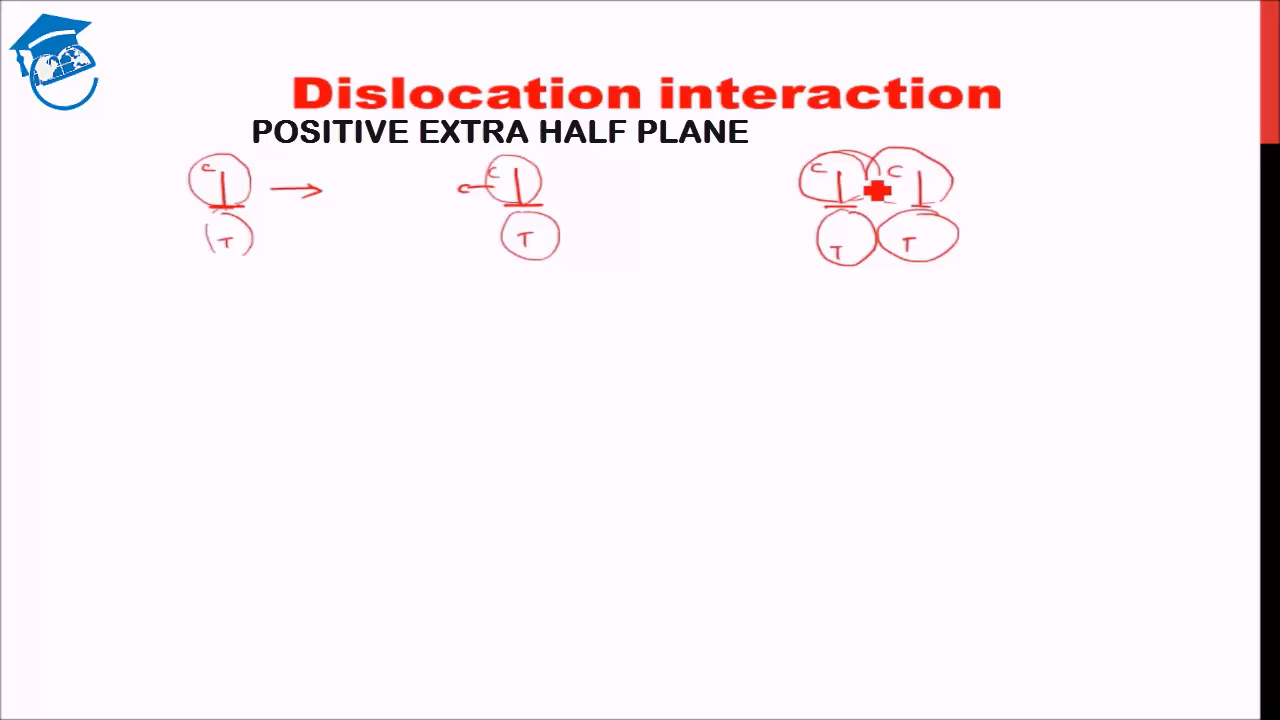 Dislocation interaction
POSITIVE EXTRA HALF PLANE
C C C C
T T T T